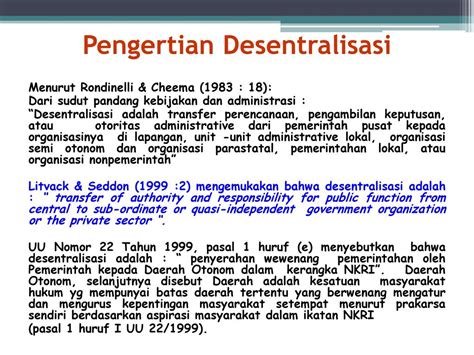 Pengertian Desentralisasi
Menurut Rondinelli & Cheema (1983 : 18):
Dari sudut pandang kebijakan dan administrasi :
“Desentralisasi adalah transfer perencanaan, pengambilan keputusan,
atau otoritas administrative dari pemerintah pusat kepada
organisasinya di lapangan, unit -unit administrative lokal, organisasi
semi otonom dan organisasi parastatal, pemerintahan lokal, atau
organisasi nonpemerintah”
Litvack & Seddon (1999 :2) mengemukakan bahwa desentralisasi adalah
: “ transfer of authority and responsibility for public function from
central to sub-ordinate or quasi-independent government organization
or the private sector “.
UU Nomor 22 Tahun 1999, pasal 1 huruf (e) menyebutkan bahwa
desentralisasi adalah : “ penyerahan wewenang pemerintahan oleh
Pemerintah kepada Daerah Otonom dalam kerangka NKRI”. Daerah
Otonom, selanjutnya disebut Daerah adalah kesatuan masyarakat
hukum yg mempunyai batas daerah tertentu yang berwenang mengatur
dan mengurus kepentingan masyarakat setempat menurut prakarsa
sendiri berdasarkan aspirasi masyarakat dalam ikatan NKRI
(pasal 1 huruf I UU 22/1999).